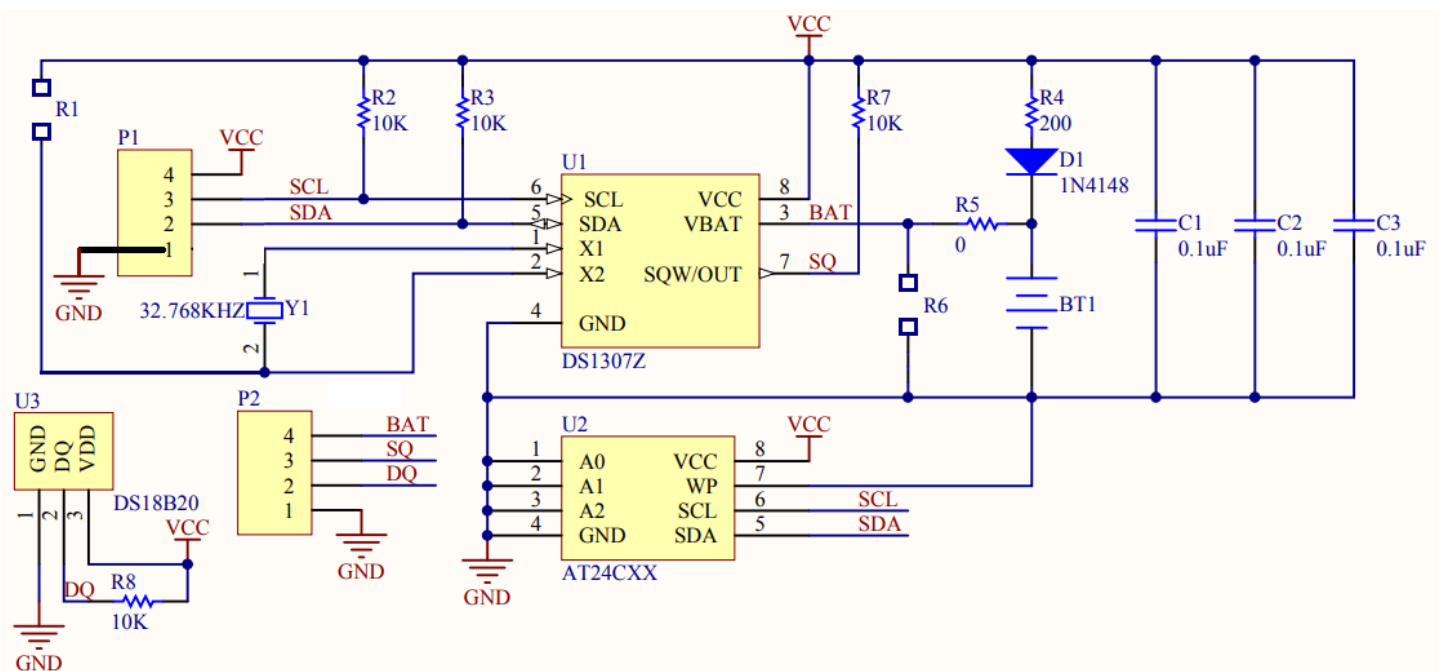 VCC
R1
R2
10K
R3
10K
R7
10K
R4
200
D1
1N4148
P1
VCC
4
3
2
1
SCL
SDA
GND
U1
6
5
1
2
4
SCL
SDA
X1
X2
GND
VCC
VBAT
SQW/OUT
8
3
7
BAT
SQ
DS1307Z
R5
0
R6
BT1
C1
0.1uF
C2
0.1uF
C3
0.1uF
1
32.768KHZ
Y1
2
U3
GND
DQ
VDD
1
2
3
DS18B20
VCC
DQ
R8
10K
GND
P2
4
3
2
1
BAT
SQ
DQ
GND
U2
1
2
3
4
A0
A1
A2
GND
VCC
WP
SCL
SDA
8
7
6
5
VCC
SCL
SDA
AT24CXX
GND